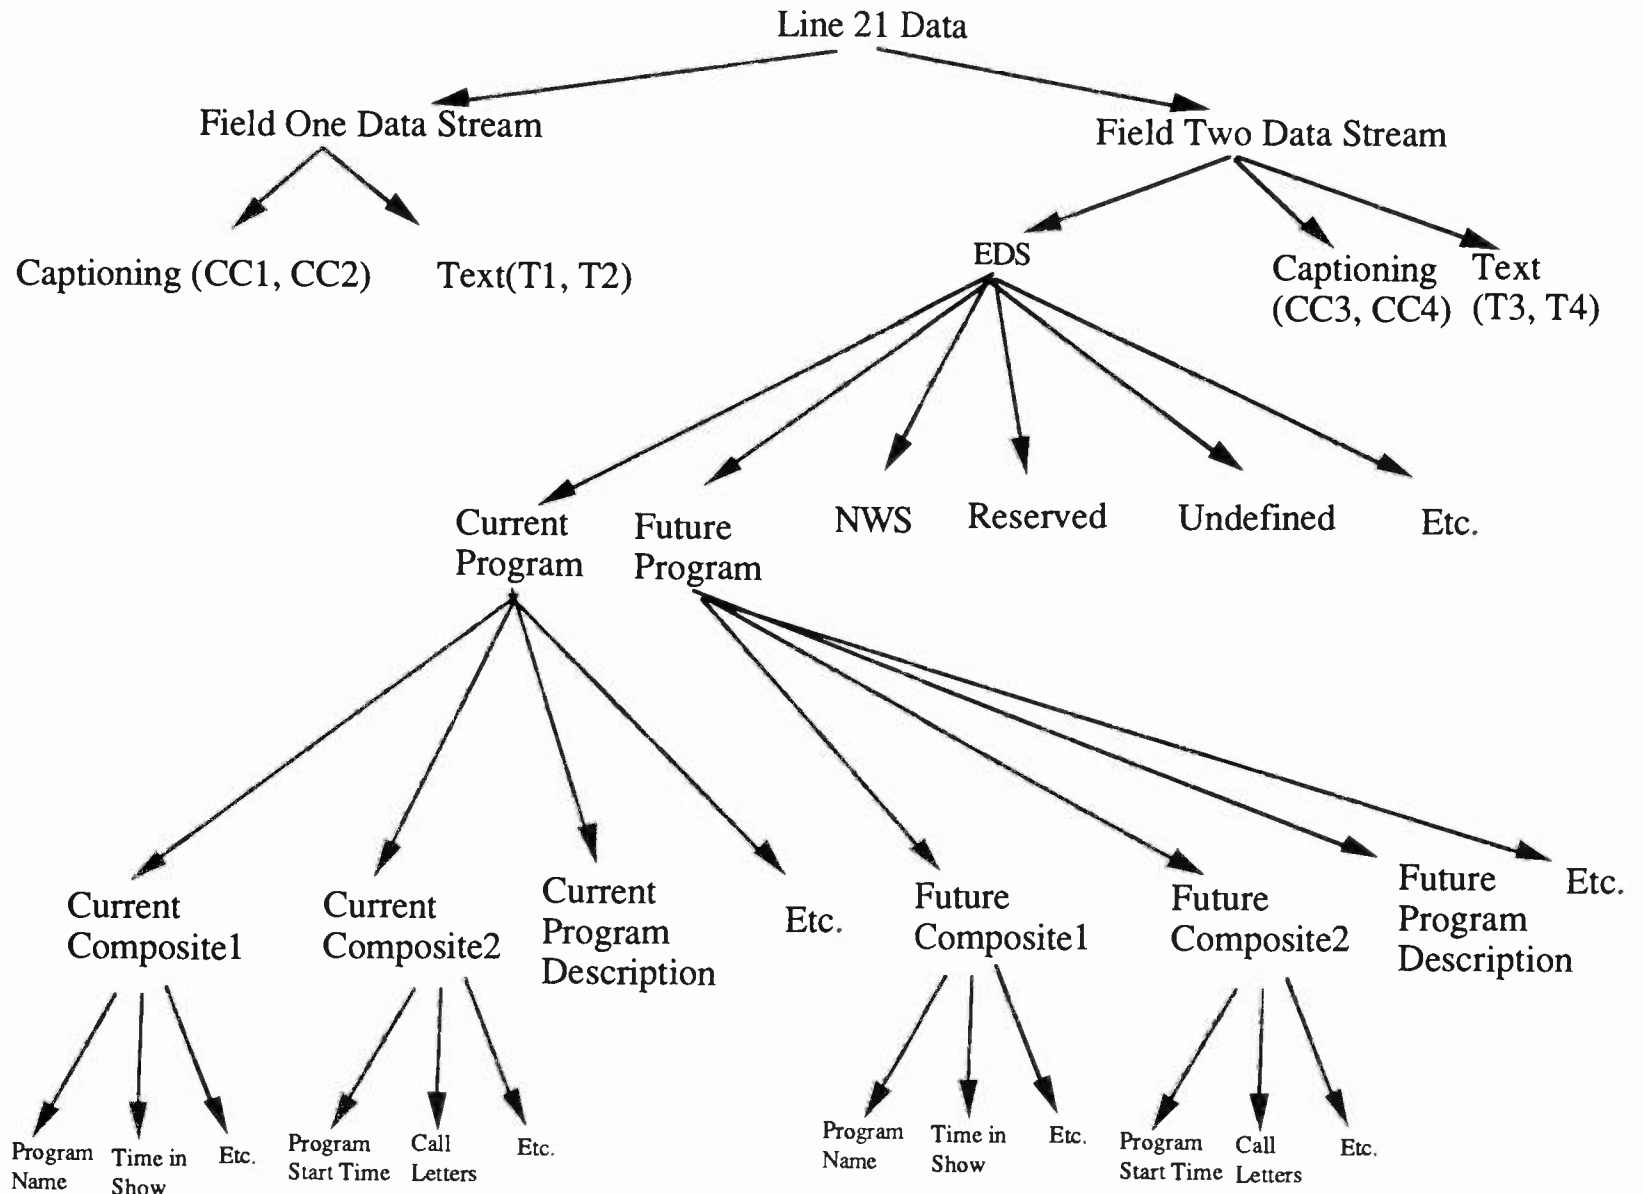 Line 21 Data
Field One Data Stream
Field Two Data Stream
Captioning (CC1, CC2)
Text(T1, T2)
EDS
Captioning
(CC3, CC4)
Text
(T3, T4)
Current
Program
Future
Program
NWS
Reserved
Undefined
Etc.
Current
Composite1
Current
Composite2
Current
Program
Description
Etc.
Future
Composite1
Future
Composite2
Future
Program
Description
Etc.
Program
Name
Time in
Show
Etc.
Program
Start Time
Call
Letters
Etc.
Program
Name
Time in
Show
Etc.
Program
Start Time
Call
Letters
Etc.